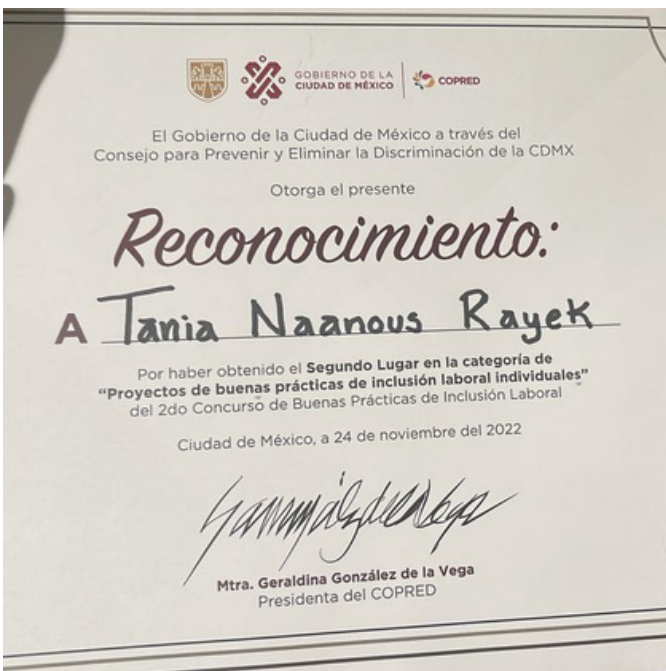 GOBIERNO DE LA
CIUDAD DE MÉXICO
COPRED
El Gobierno de la Ciudad de México a través del
Consejo para Prevenir y Eliminar la Discriminación de la CDMX
Otorga el presente
Reconocimiento:
A Tania Naanous Rayek
Por haber obtenido el Segundo Lugar en la categoría de
“Proyectos de buenas prácticas de inclusión laboral individuales”
del 2do Concurso de Buenas Prácticas de Inclusión Laboral
Ciudad de México, a 24 de noviembre del 2022
Mtra. Geraldina González de la Vega
Presidenta del COPRED